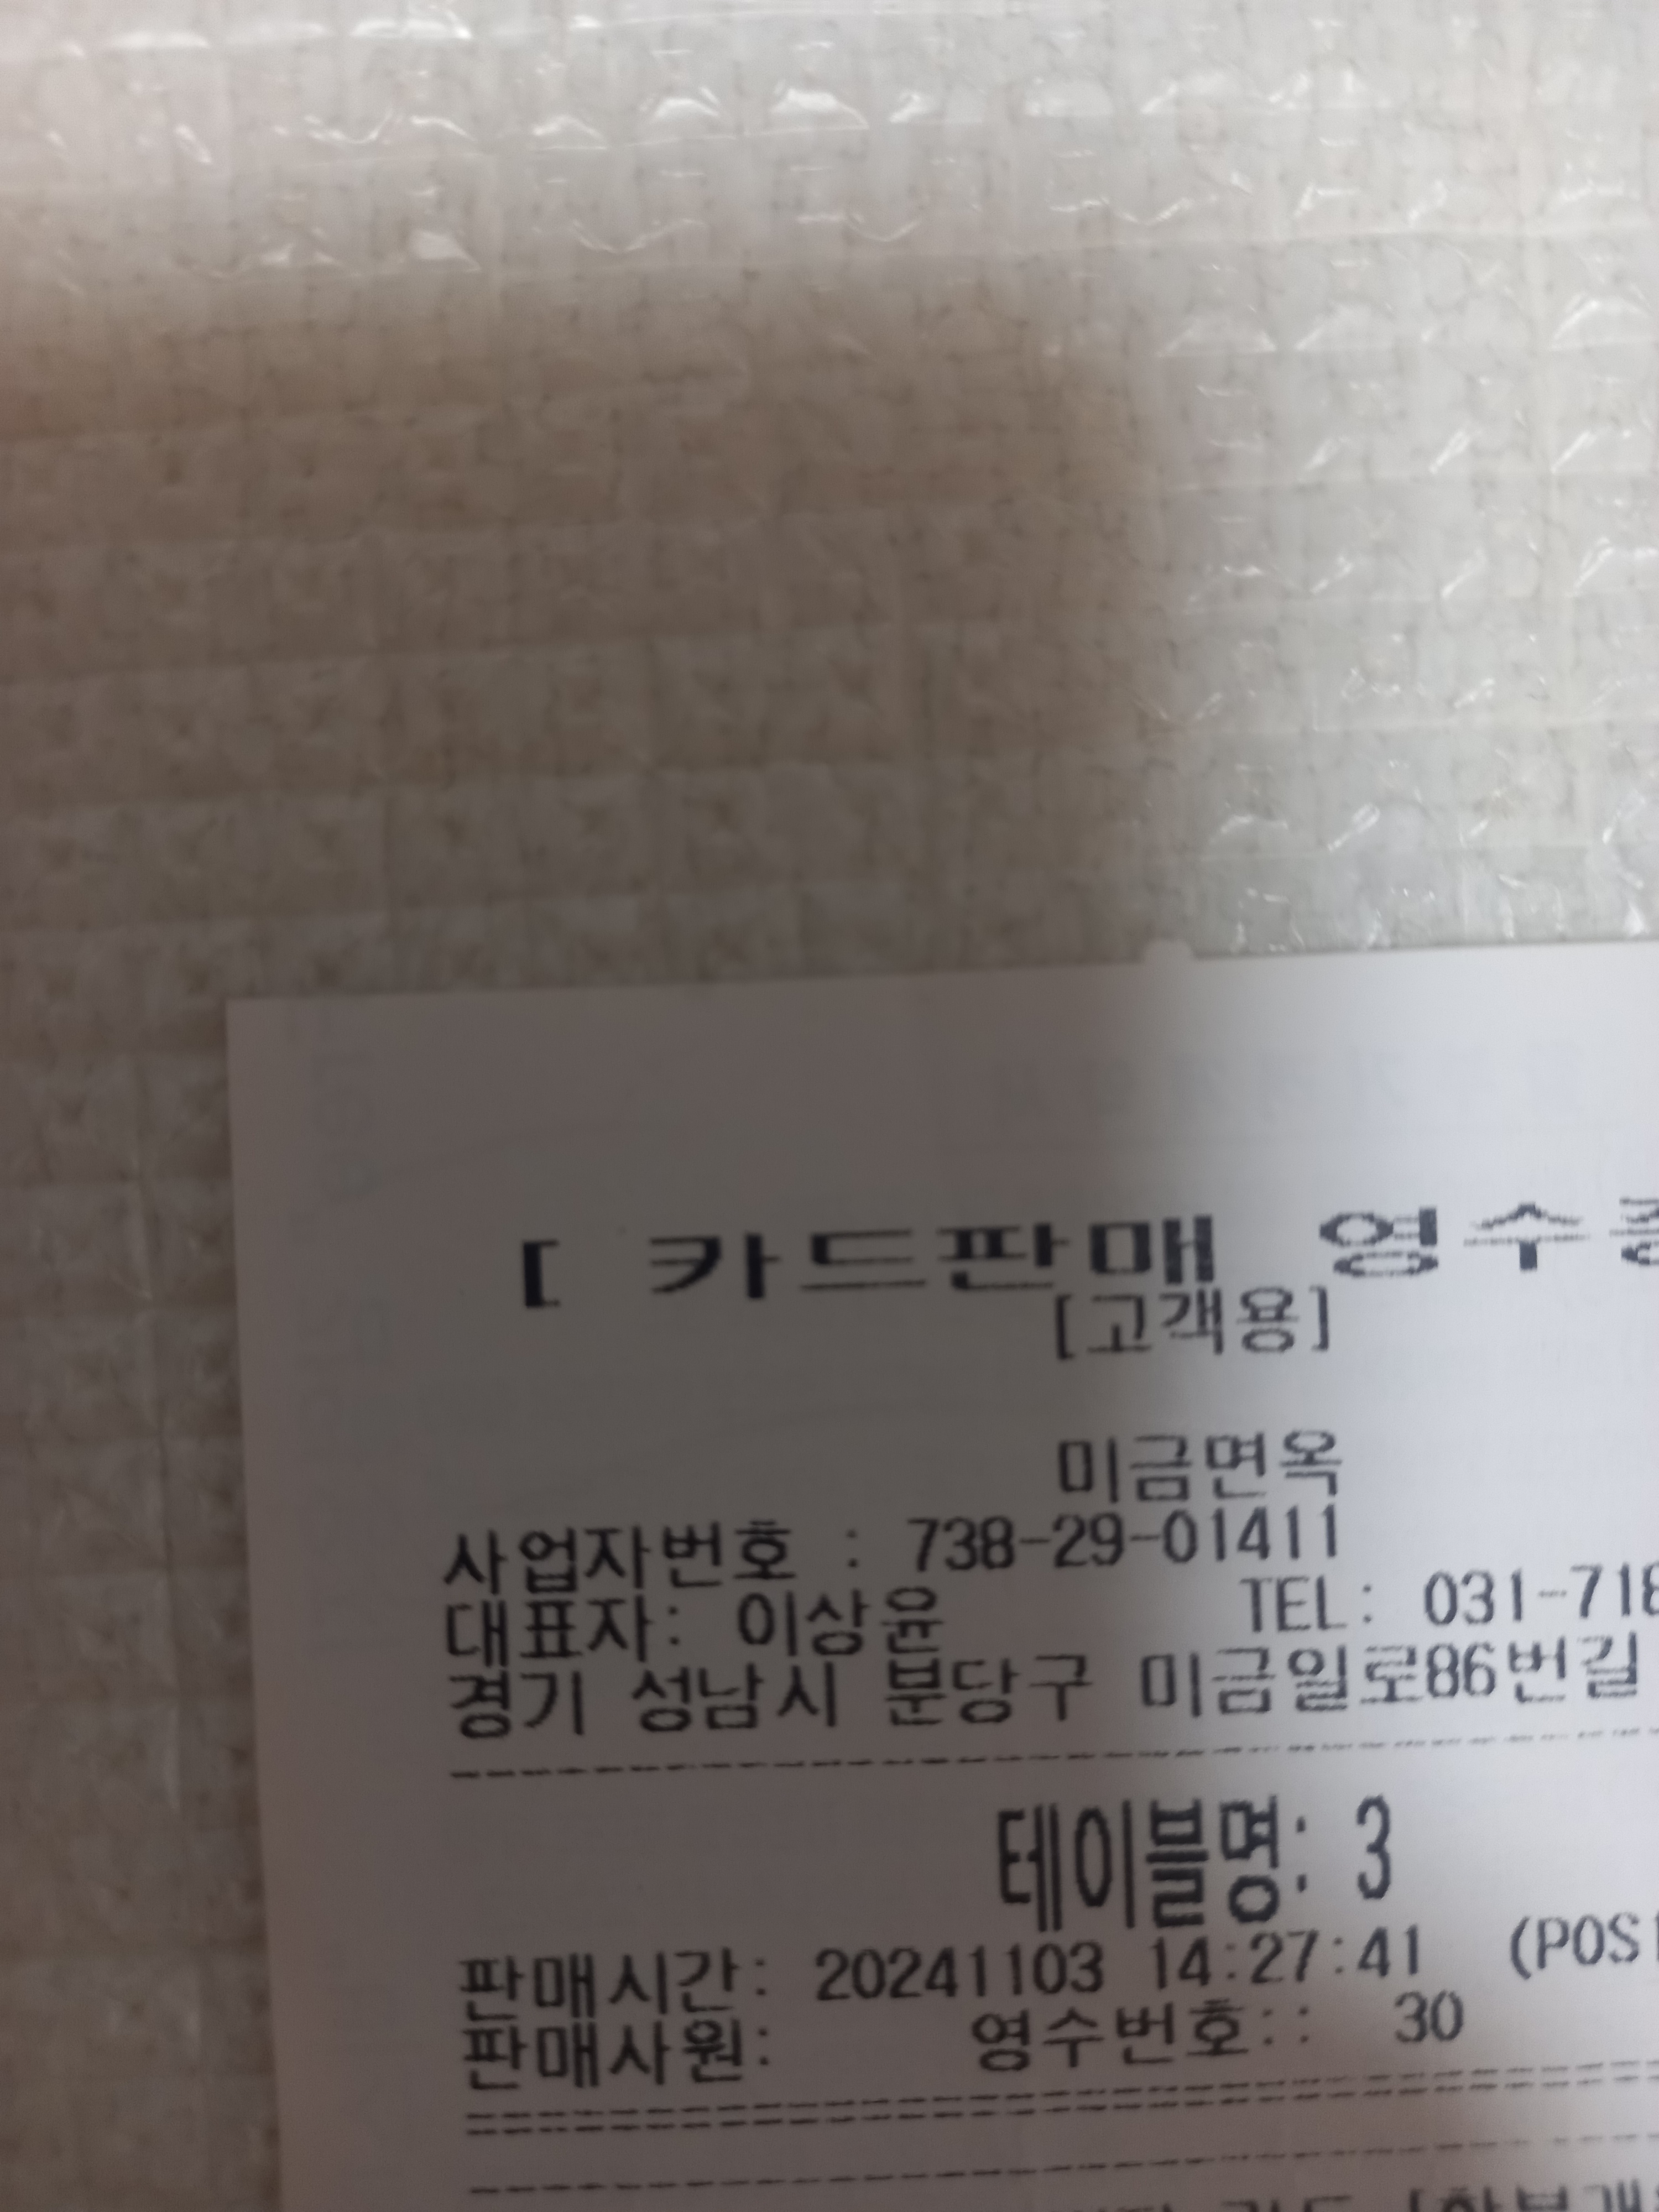 [ 카드판매 영수증
[고객용]
미금면옥
사업자번호 : 738-29-01411
대표자: 이상윤 TEL: 031-718
경기 성남시 분당구 미금일로86번길
테이블명: 3
판매시간: 20241103 14:27:41 (POS
판매사원: 영수번호:: 30